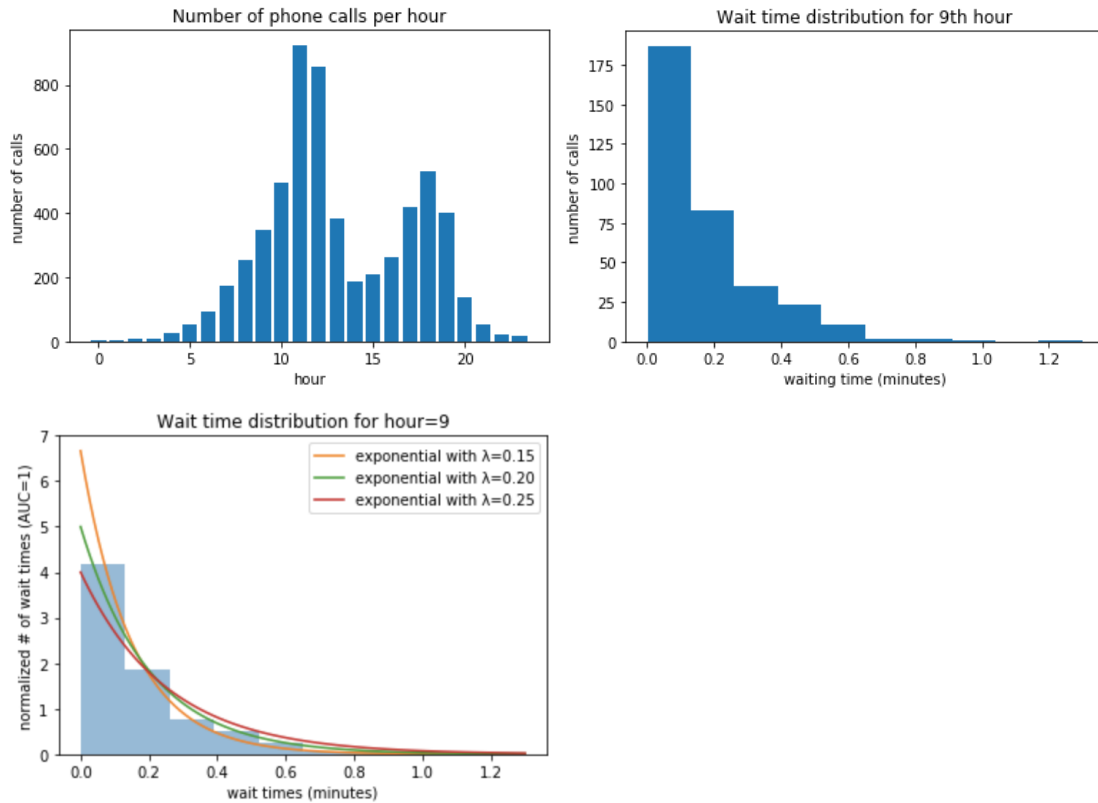 Number of phone calls per hour
number of calls
800
600
400
200
0
0 5 10 15 20
hour
Wait time distribution for 9th hour
number of calls
175
150
125
100
75
50
25
0
0.0 0.2 0.4 0.6 0.8 1.0 1.2
waiting time (minutes)
Wait time distribution for hour=9
normalized # of wait times (AUC=1)
7
6
5
4
3
2
1
0
exponential with λ=0.15
exponential with λ=0.20
exponential with λ=0.25
0.0 0.2 0.4 0.6 0.8 1.0 1.2
wait times (minutes)